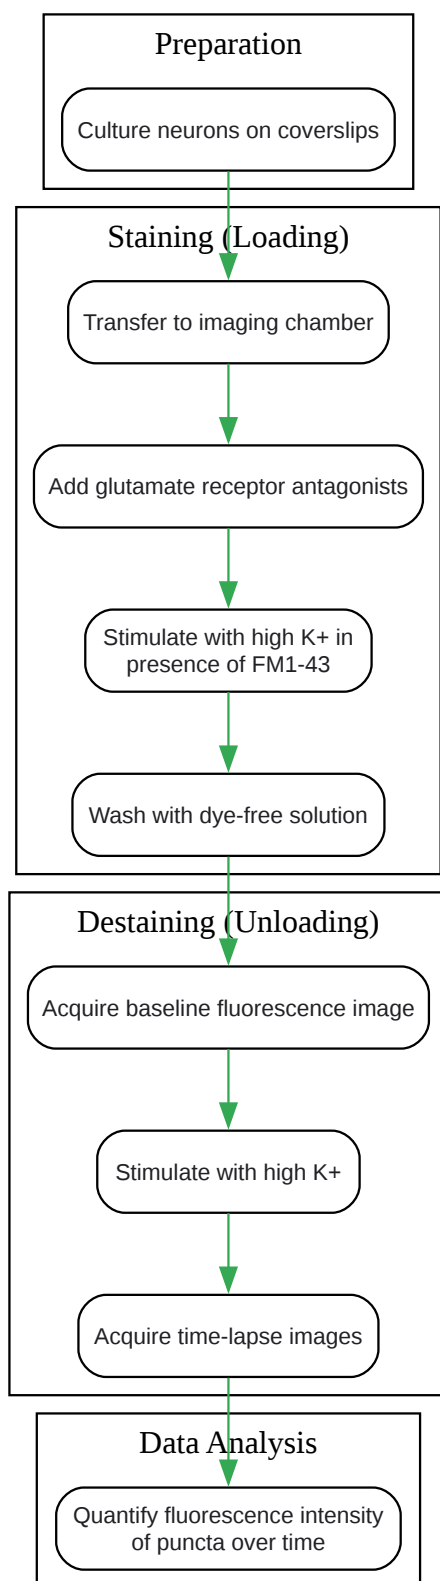 Preparation
Culture neurons on coverslips
Staining (Loading)
Transfer to imaging chamber
Add glutamate receptor antagonists
Stimulate with high K+ in
presence of FM1-43
Wash with dye-free solution
Destaining (Unloading)
Acquire baseline fluorescence image
Stimulate with high K+
Acquire time-lapse images
Data Analysis
Quantify fluorescence intensity
of puncta over time